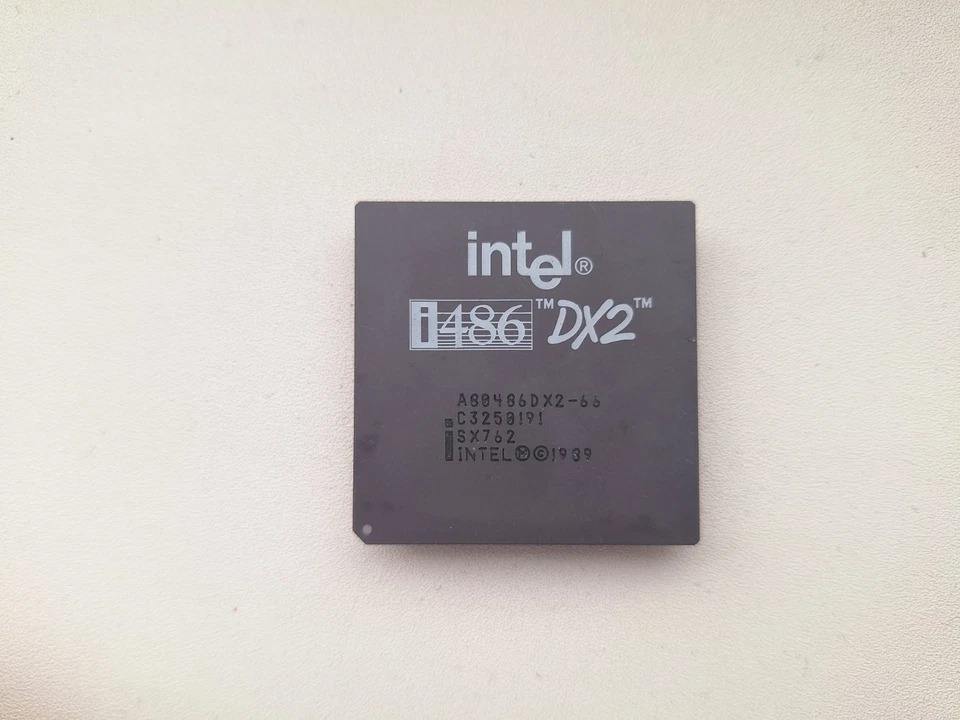 intel®
i486™ DX2™
A80486DX2-66
C3250191
SX762
INTEL Ⓜ©1989